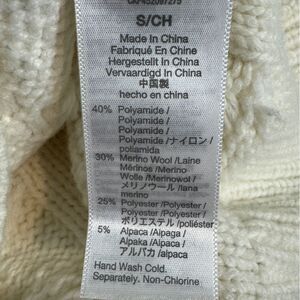 S/CH
Made In China
Fabriqué En Chine
Hergestellt In China
Vervaardigd In China
中国製
hecho en china
40% Polyamide /
Polyamide /
Polyamide /
Polyamide /ナイロン /
poliamida
30% Merino Wool /Laine
Mérinos /Merinowol /
Wolle /Merinowol /
メリノウール /lana
merino
25% Polyester /Polyester /
Polyester /Polyester /
ポリエステル /poliéster
5% Alpaca /Alpaga /
Alpaka /Alpaca /
アルパカ /alpaca
Hand Wash Cold.
Separately. Non-Chlorine